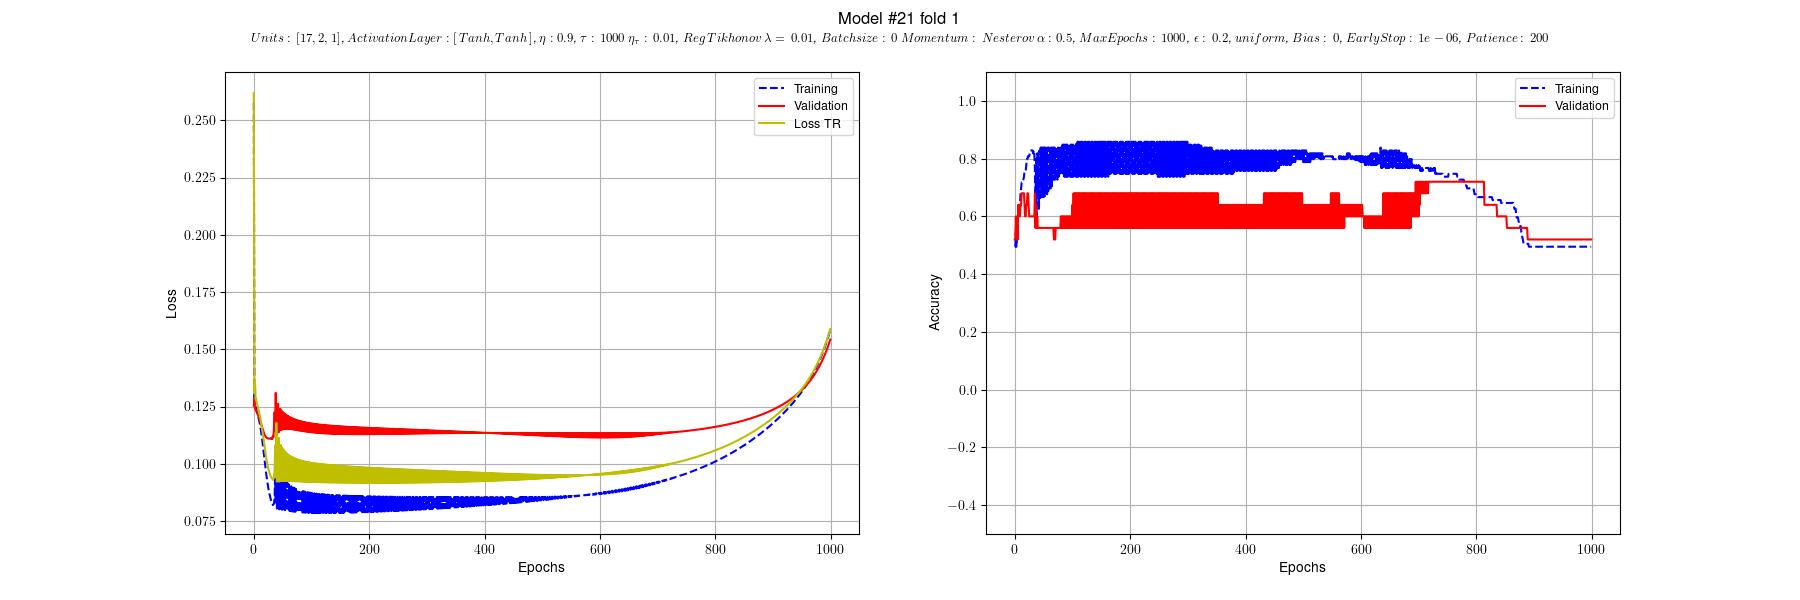 Model #21 fold 1
Units : [17, 2, 1], ActivationLayer : [Tanh, Tanh], η : 0.9, τ : 1000 η_τ : 0.01, RegTikhonov λ = 0.01, Batchsize : 0 Momentum : Nesterov α : 0.5, MaxEpochs : 1000, ϵ : 0.2, uniform, Bias : 0, EarlyStop : 1e − 06, Patience : 200
Training
Validation
Loss TR
0.250
0.225
0.200
0.175
0.150
0.125
0.100
0.075
Loss
0 200 400 600 800 1000
Epochs
Training
Validation
1.0
0.8
0.6
0.4
0.2
0.0
−0.2
−0.4
Accuracy
0 200 400 600 800 1000
Epochs